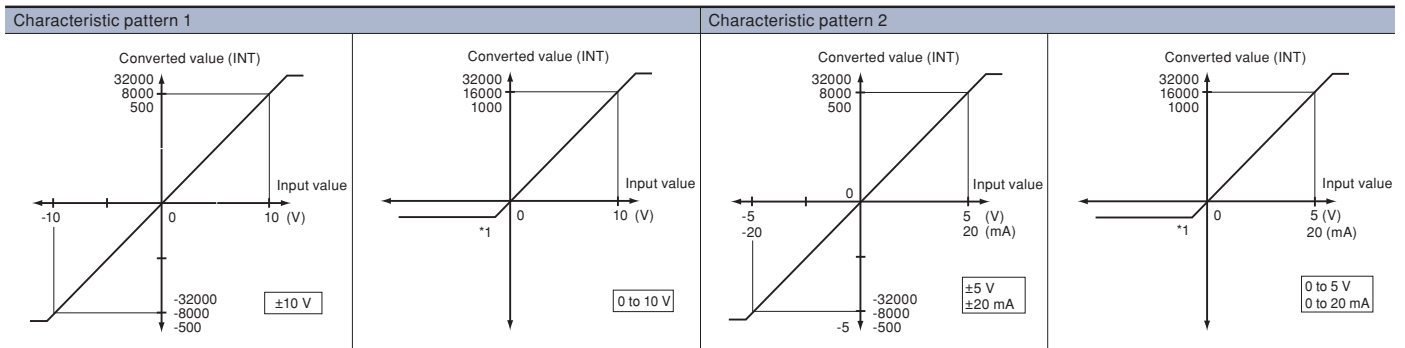 Characteristic pattern 1
Characteristic pattern 2
Converted value (INT)
32000
8000
500
Input value
-10
0
10 (V)
-32000
-8000
-500
±10 V
Converted value (INT)
32000
16000
1000
Input value
0
10 (V)
*1
0 to 10 V
Converted value (INT)
32000
8000
500
0
Input value
-5
5 (V)
-20
20 (mA)
-32000
-8000
-5
-500
±5 V
±20 mA
Converted value (INT)
32000
16000
1000
Input value
0
5 (V)
*1
20 (mA)
0 to 5 V
0 to 20 mA